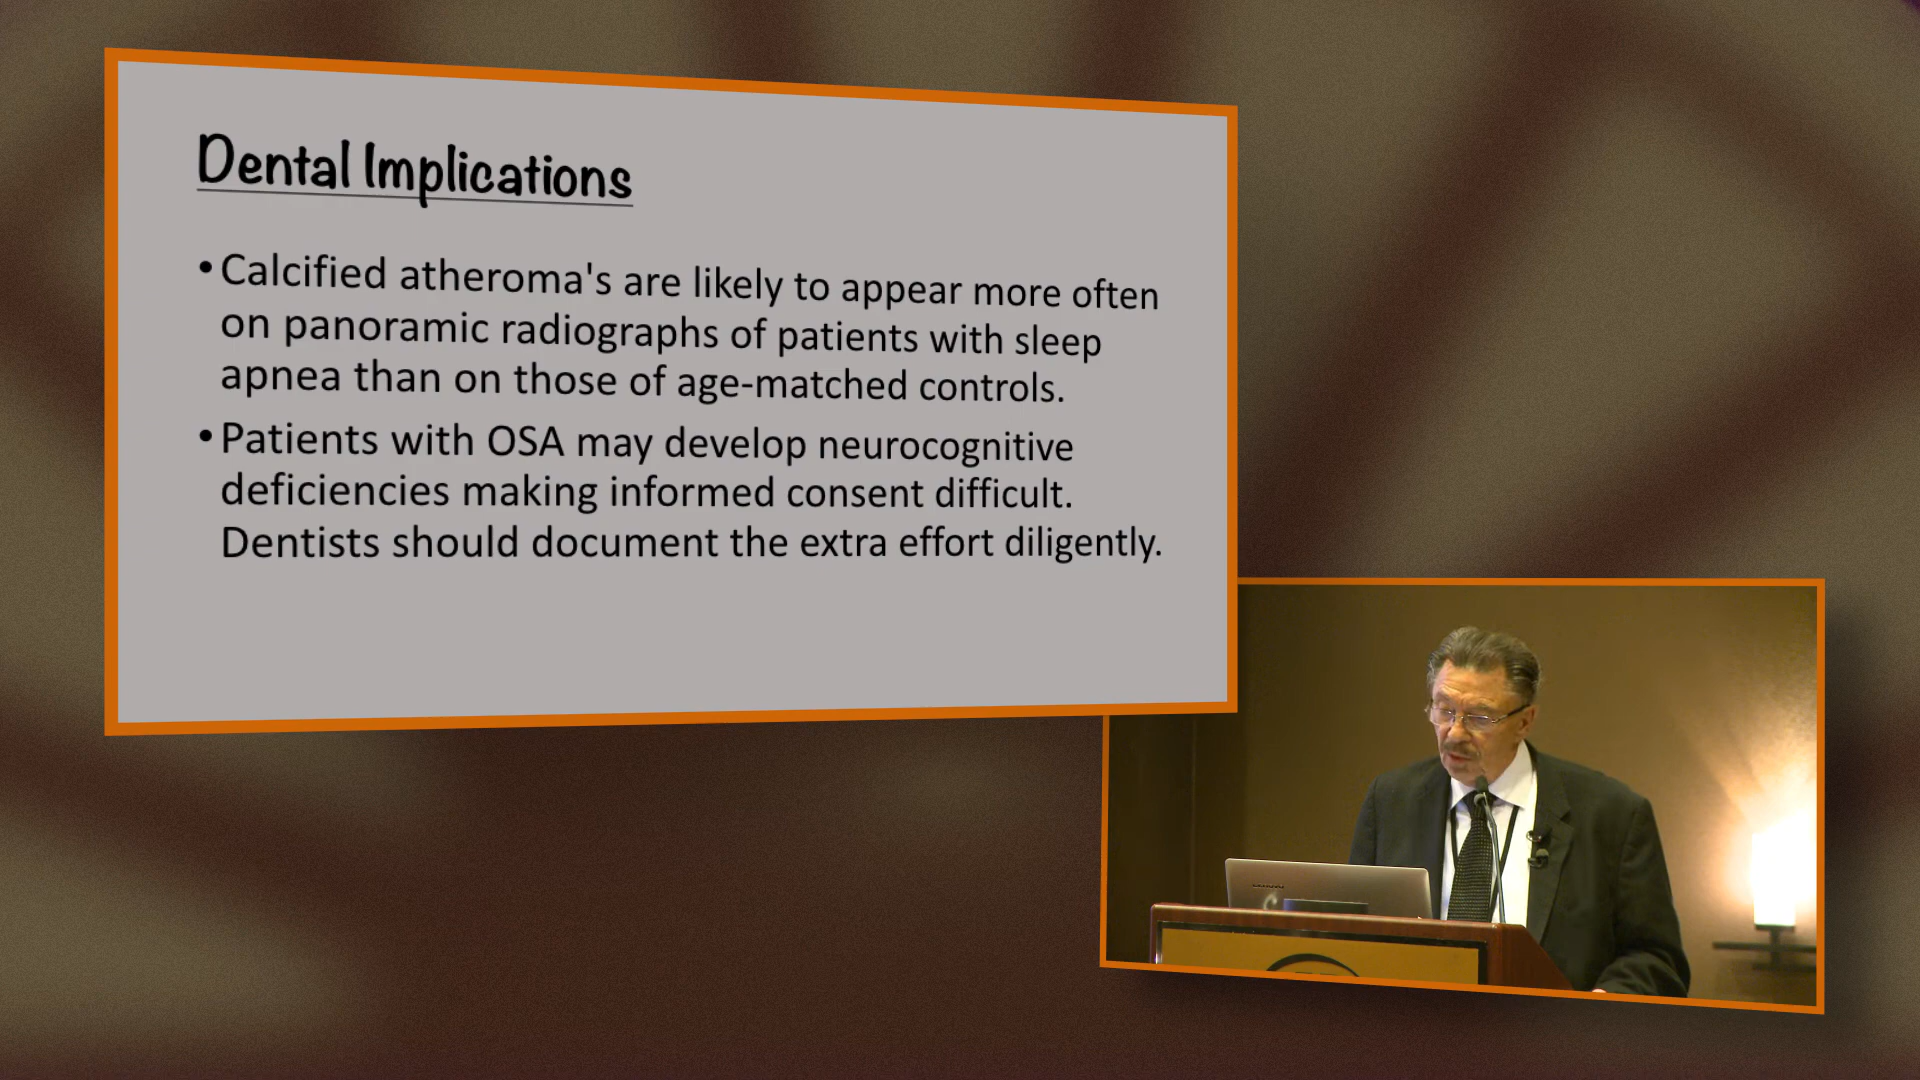 Dental Implications
• Calcified atheroma's are likely to appear more often
on panoramic radiographs of patients with sleep
apnea than on those of age-matched controls.
• Patients with OSA may develop neurocognitive
deficiencies making informed consent difficult.
Dentists should document the extra effort diligently.